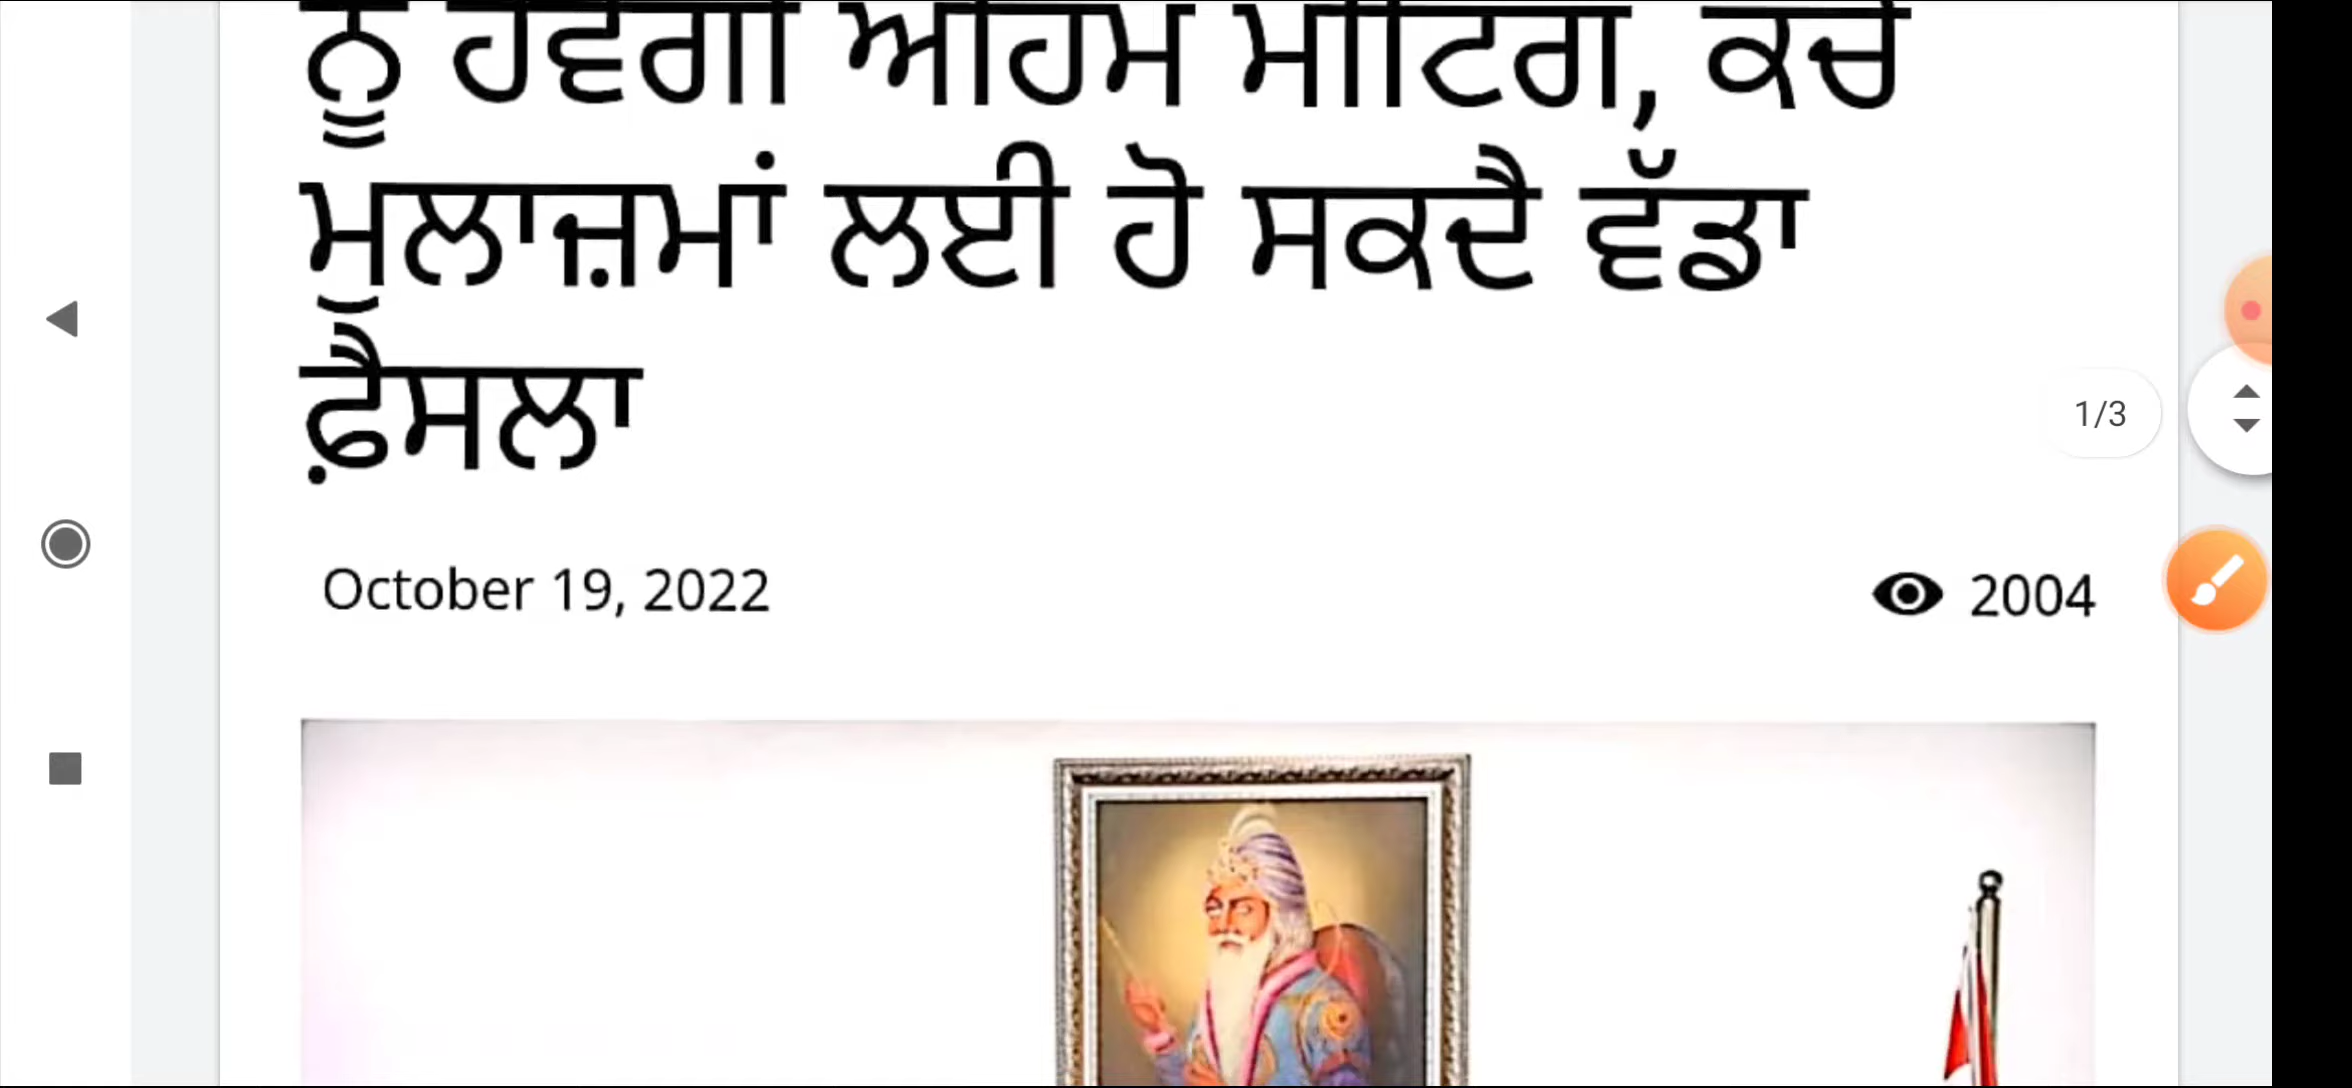 ਨੂੰ ਹੋਵੇਗੀ ਅਹਿਮ ਮੀਟਿੰਗ, ਕੱਚੇ
ਮੁਲਾਜ਼ਮਾਂ ਲਈ ਹੋ ਸਕਦੈ ਵੱਡਾ
ਫ਼ੈਸਲਾ
1/3
October 19, 2022
2004